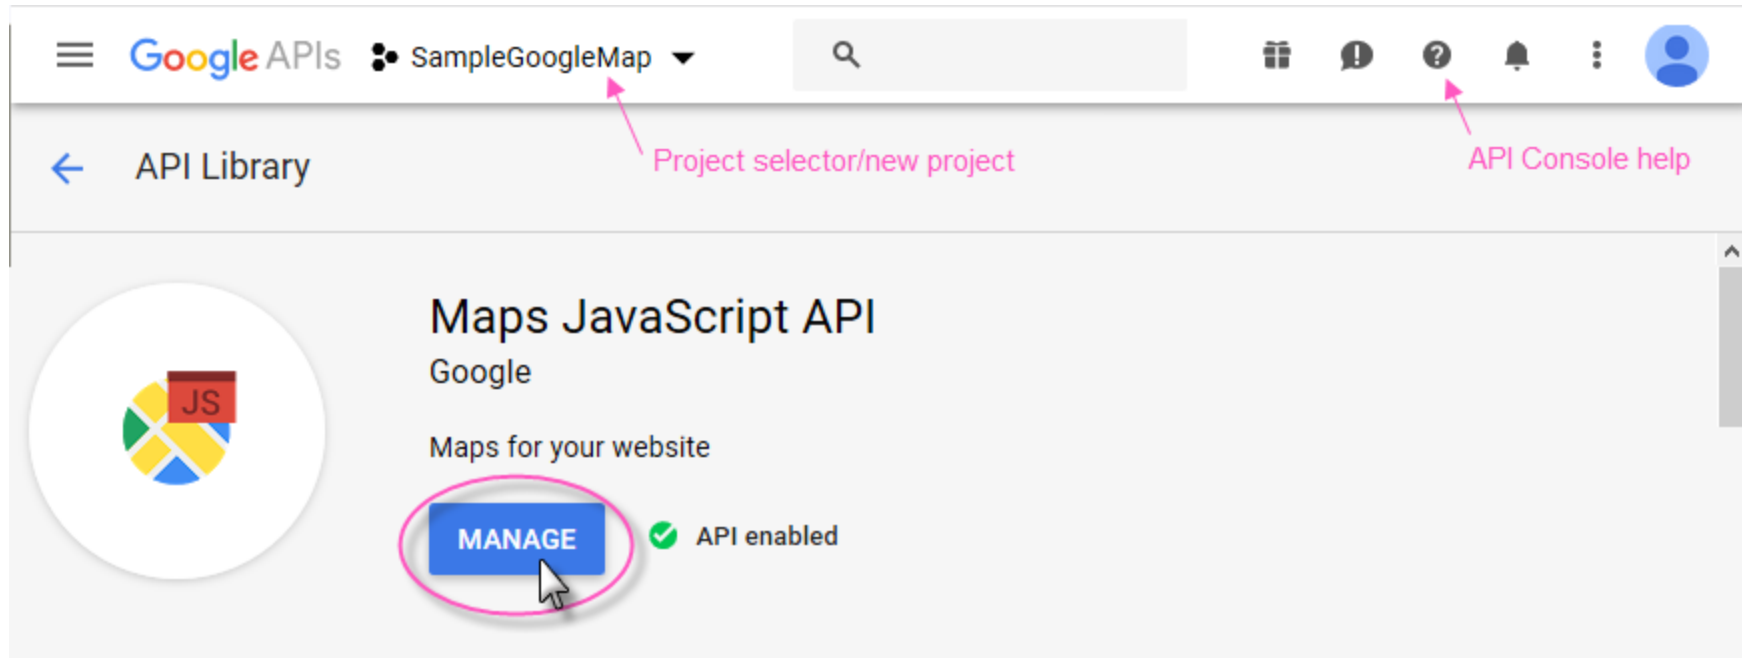 Google APIs SampleGoogleMap
API Library
Project selector/new project
API Console help
Maps JavaScript API
Google
JS
Maps for your website
MANAGE
API enabled